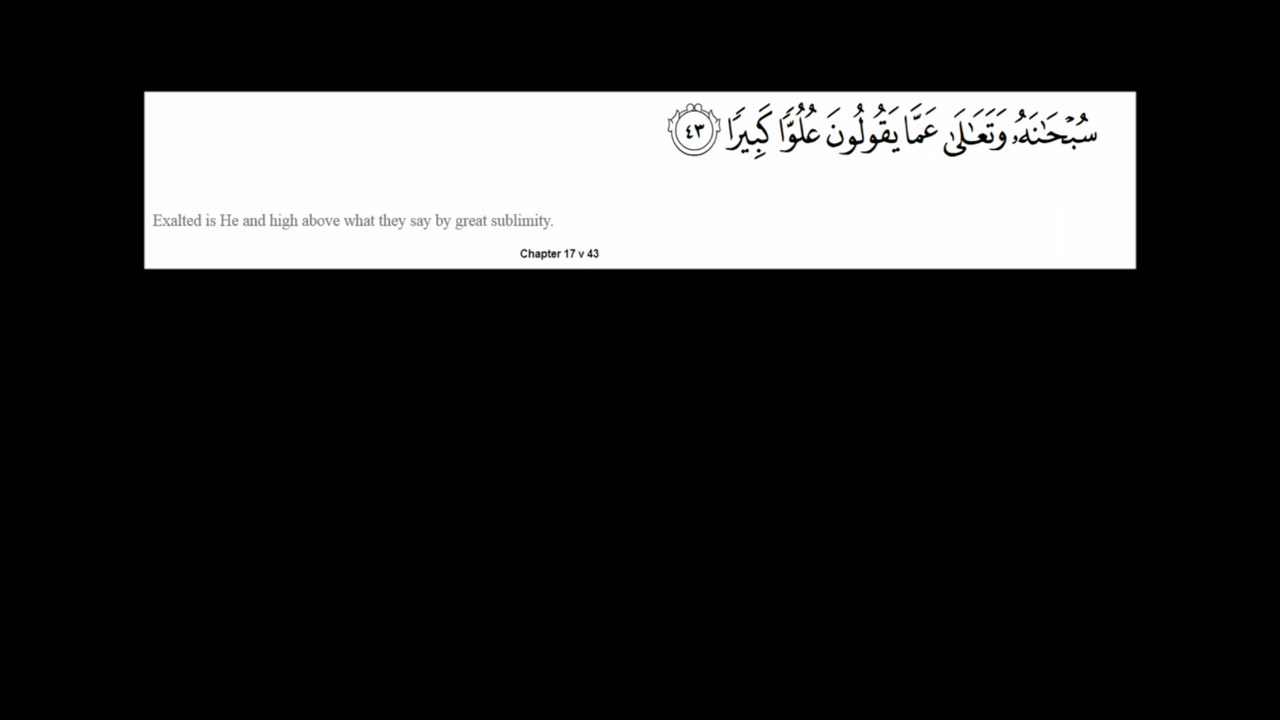 سُبْحَٰنَهُۥ وَتَعَٰلَىٰ عَمَّا يَقُولُونَ عُلُوًّا كَبِيرًا ٤٣
Exalted is He and high above what they say by great sublimity.
Chapter 17 v 43